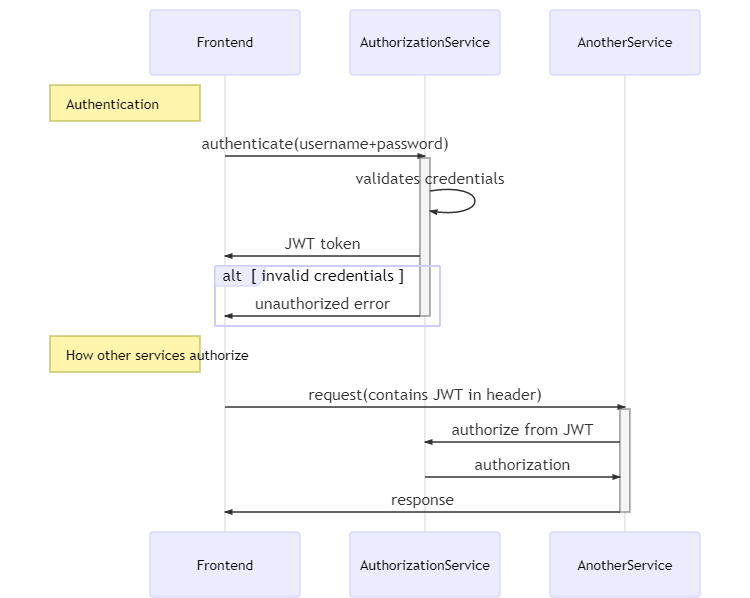 Frontend
AuthorizationService
AnotherService
Authentication
authenticate(username+password)
validates credentials
JWT token
alt [ invalid credentials ]
unauthorized error
How other services authorize
request(contains JWT in header)
authorize from JWT
authorization
response
Frontend
AuthorizationService
AnotherService